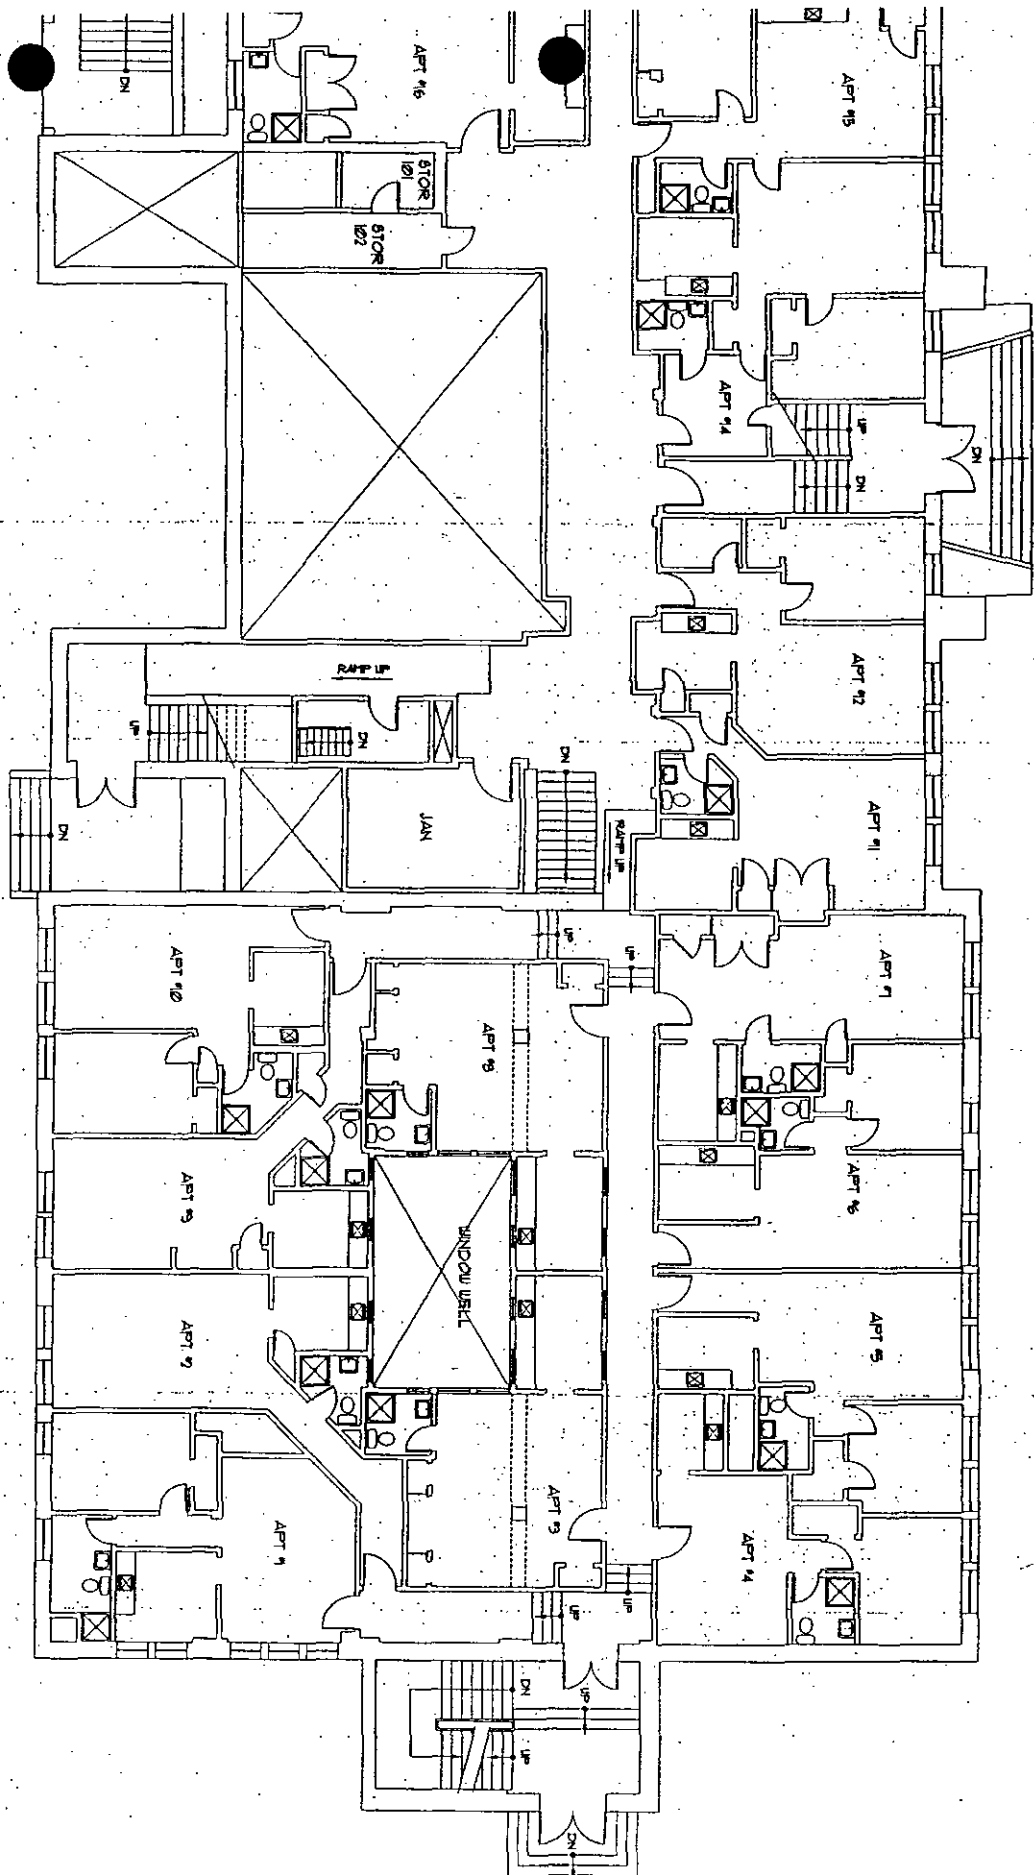 DN
APT #16
APT #15
STOR
101
STOR
102
APT #14
UP
DN
DN
RAMP UP
UP
DN
APT #12
DN
JAN
DN
RAMP UP
APT #11
UP
UP
APT #10
APT #7
APT #8
APT #9
APT #6
WINDOW WELL
APT #2
APT #5
APT #3
APT #1
APT #4
UP
UP
DN
UP
UP
DN